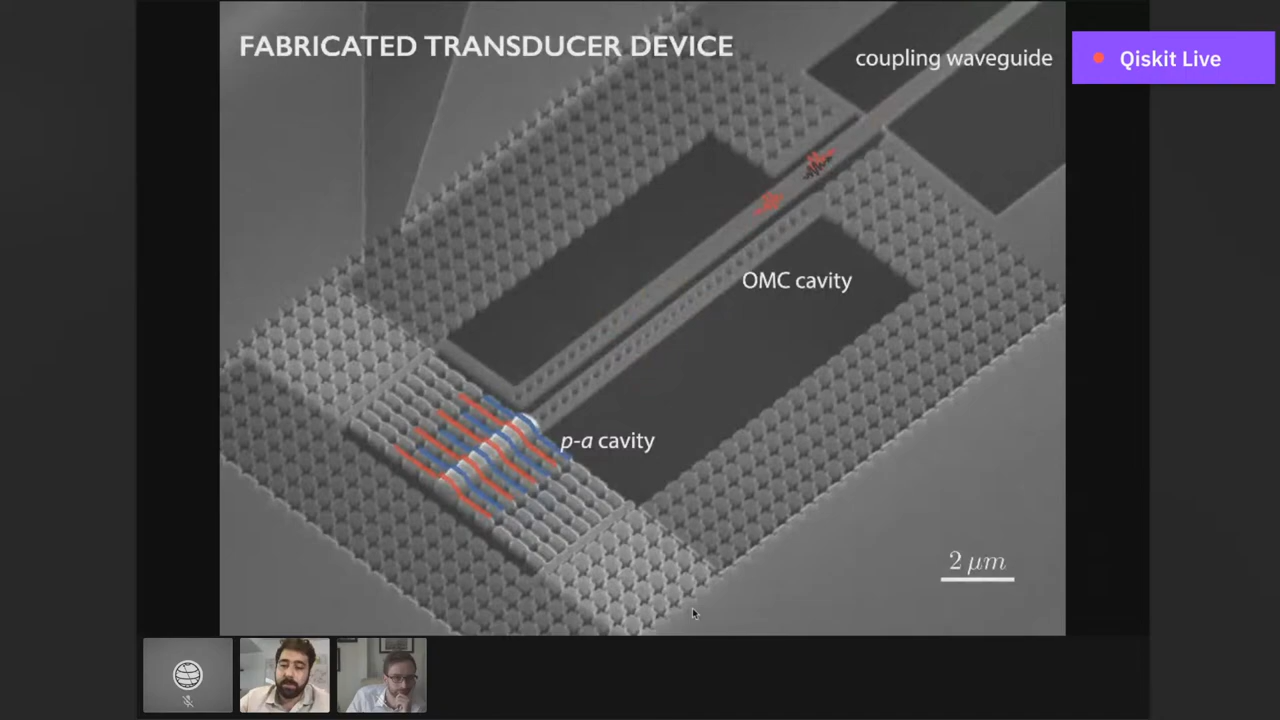 FABRICATED TRANSDUCER DEVICE
coupling waveguide
Qiskit Live
OMC cavity
p-a cavity
2 μm